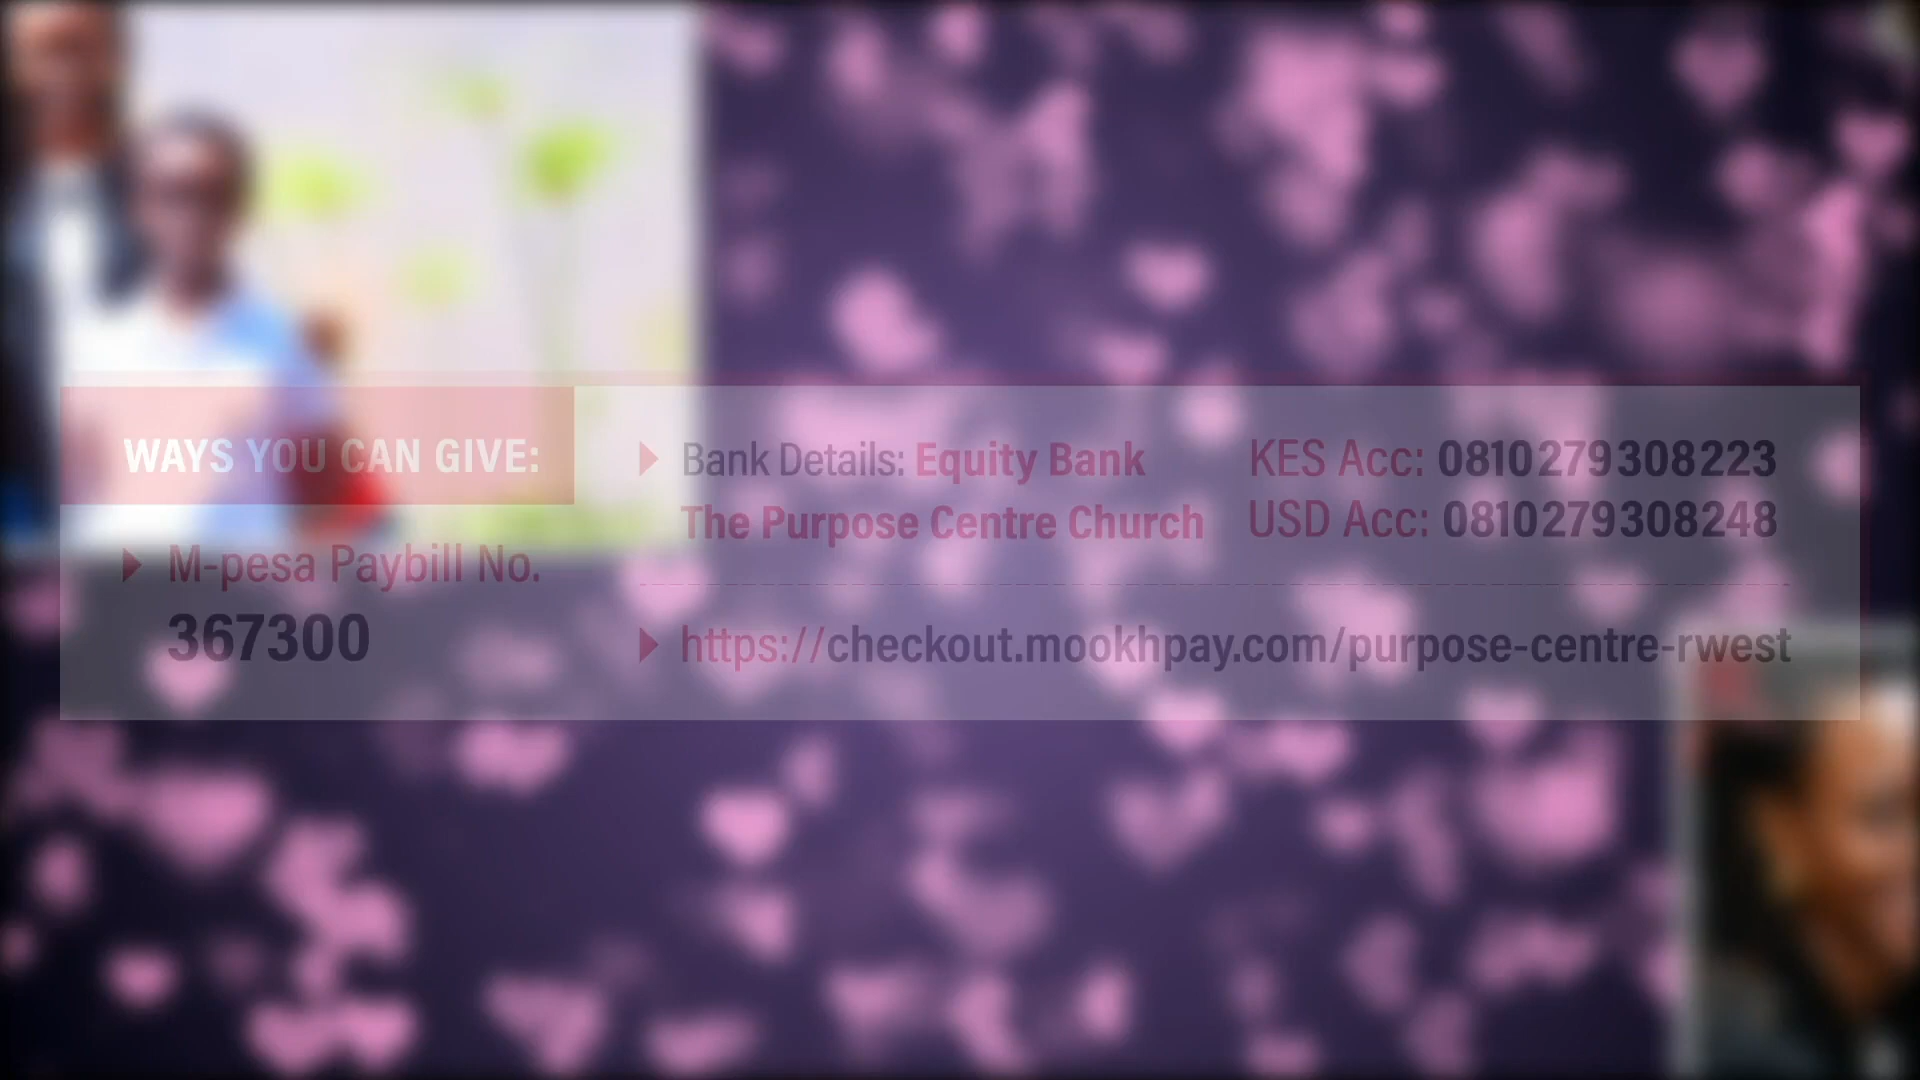 WAYS YOU CAN GIVE:
M-pesa Paybill No.
367300
Bank Details: Equity Bank
The Purpose Centre Church
KES Acc: 0810279308223
USD Acc: 0810279308248
https://checkout.mookhpay.com/purpose-centre-rwest